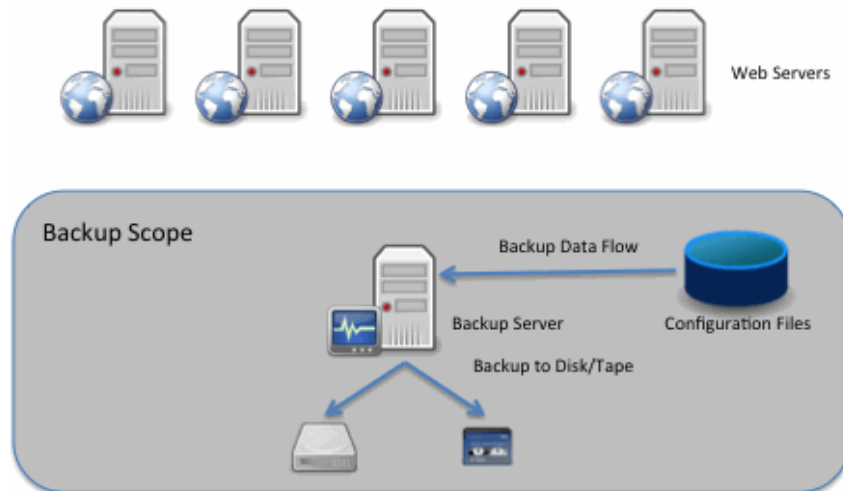 Web Servers
Backup Scope
Backup Data Flow
Backup Server
Configuration Files
Backup to Disk/Tape